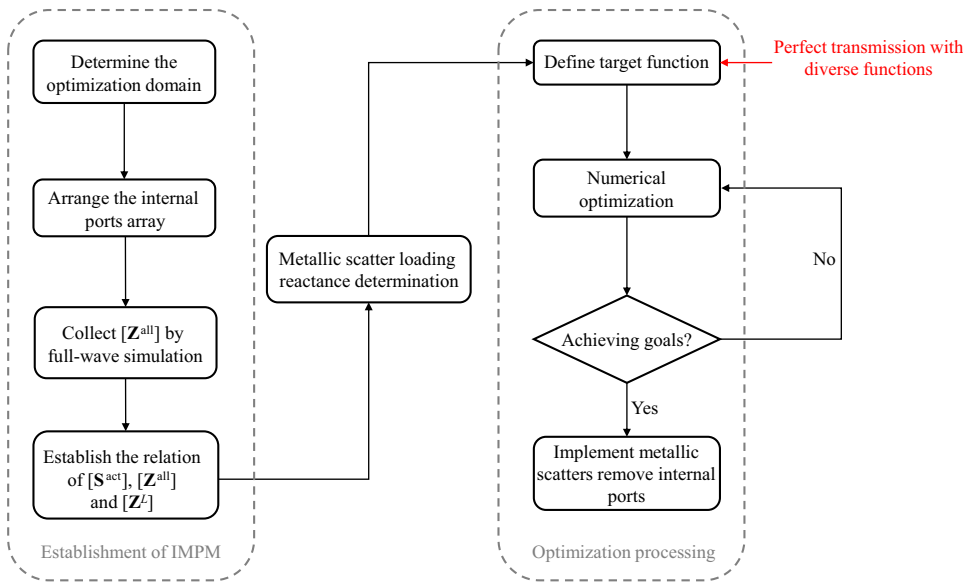 Determine the
optimization domain
Arrange the internal
ports array
Collect [Z^all] by
full-wave simulation
Establish the relation
of [S^act], [Z^all]
and [Z^L]
Establishment of IMPM
Metallic scatter loading
reactance determination
Define target function
Perfect transmission with
diverse functions
Numerical
optimization
No
Achieving goals?
Yes
Implement metallic
scatters remove internal
ports
Optimization processing